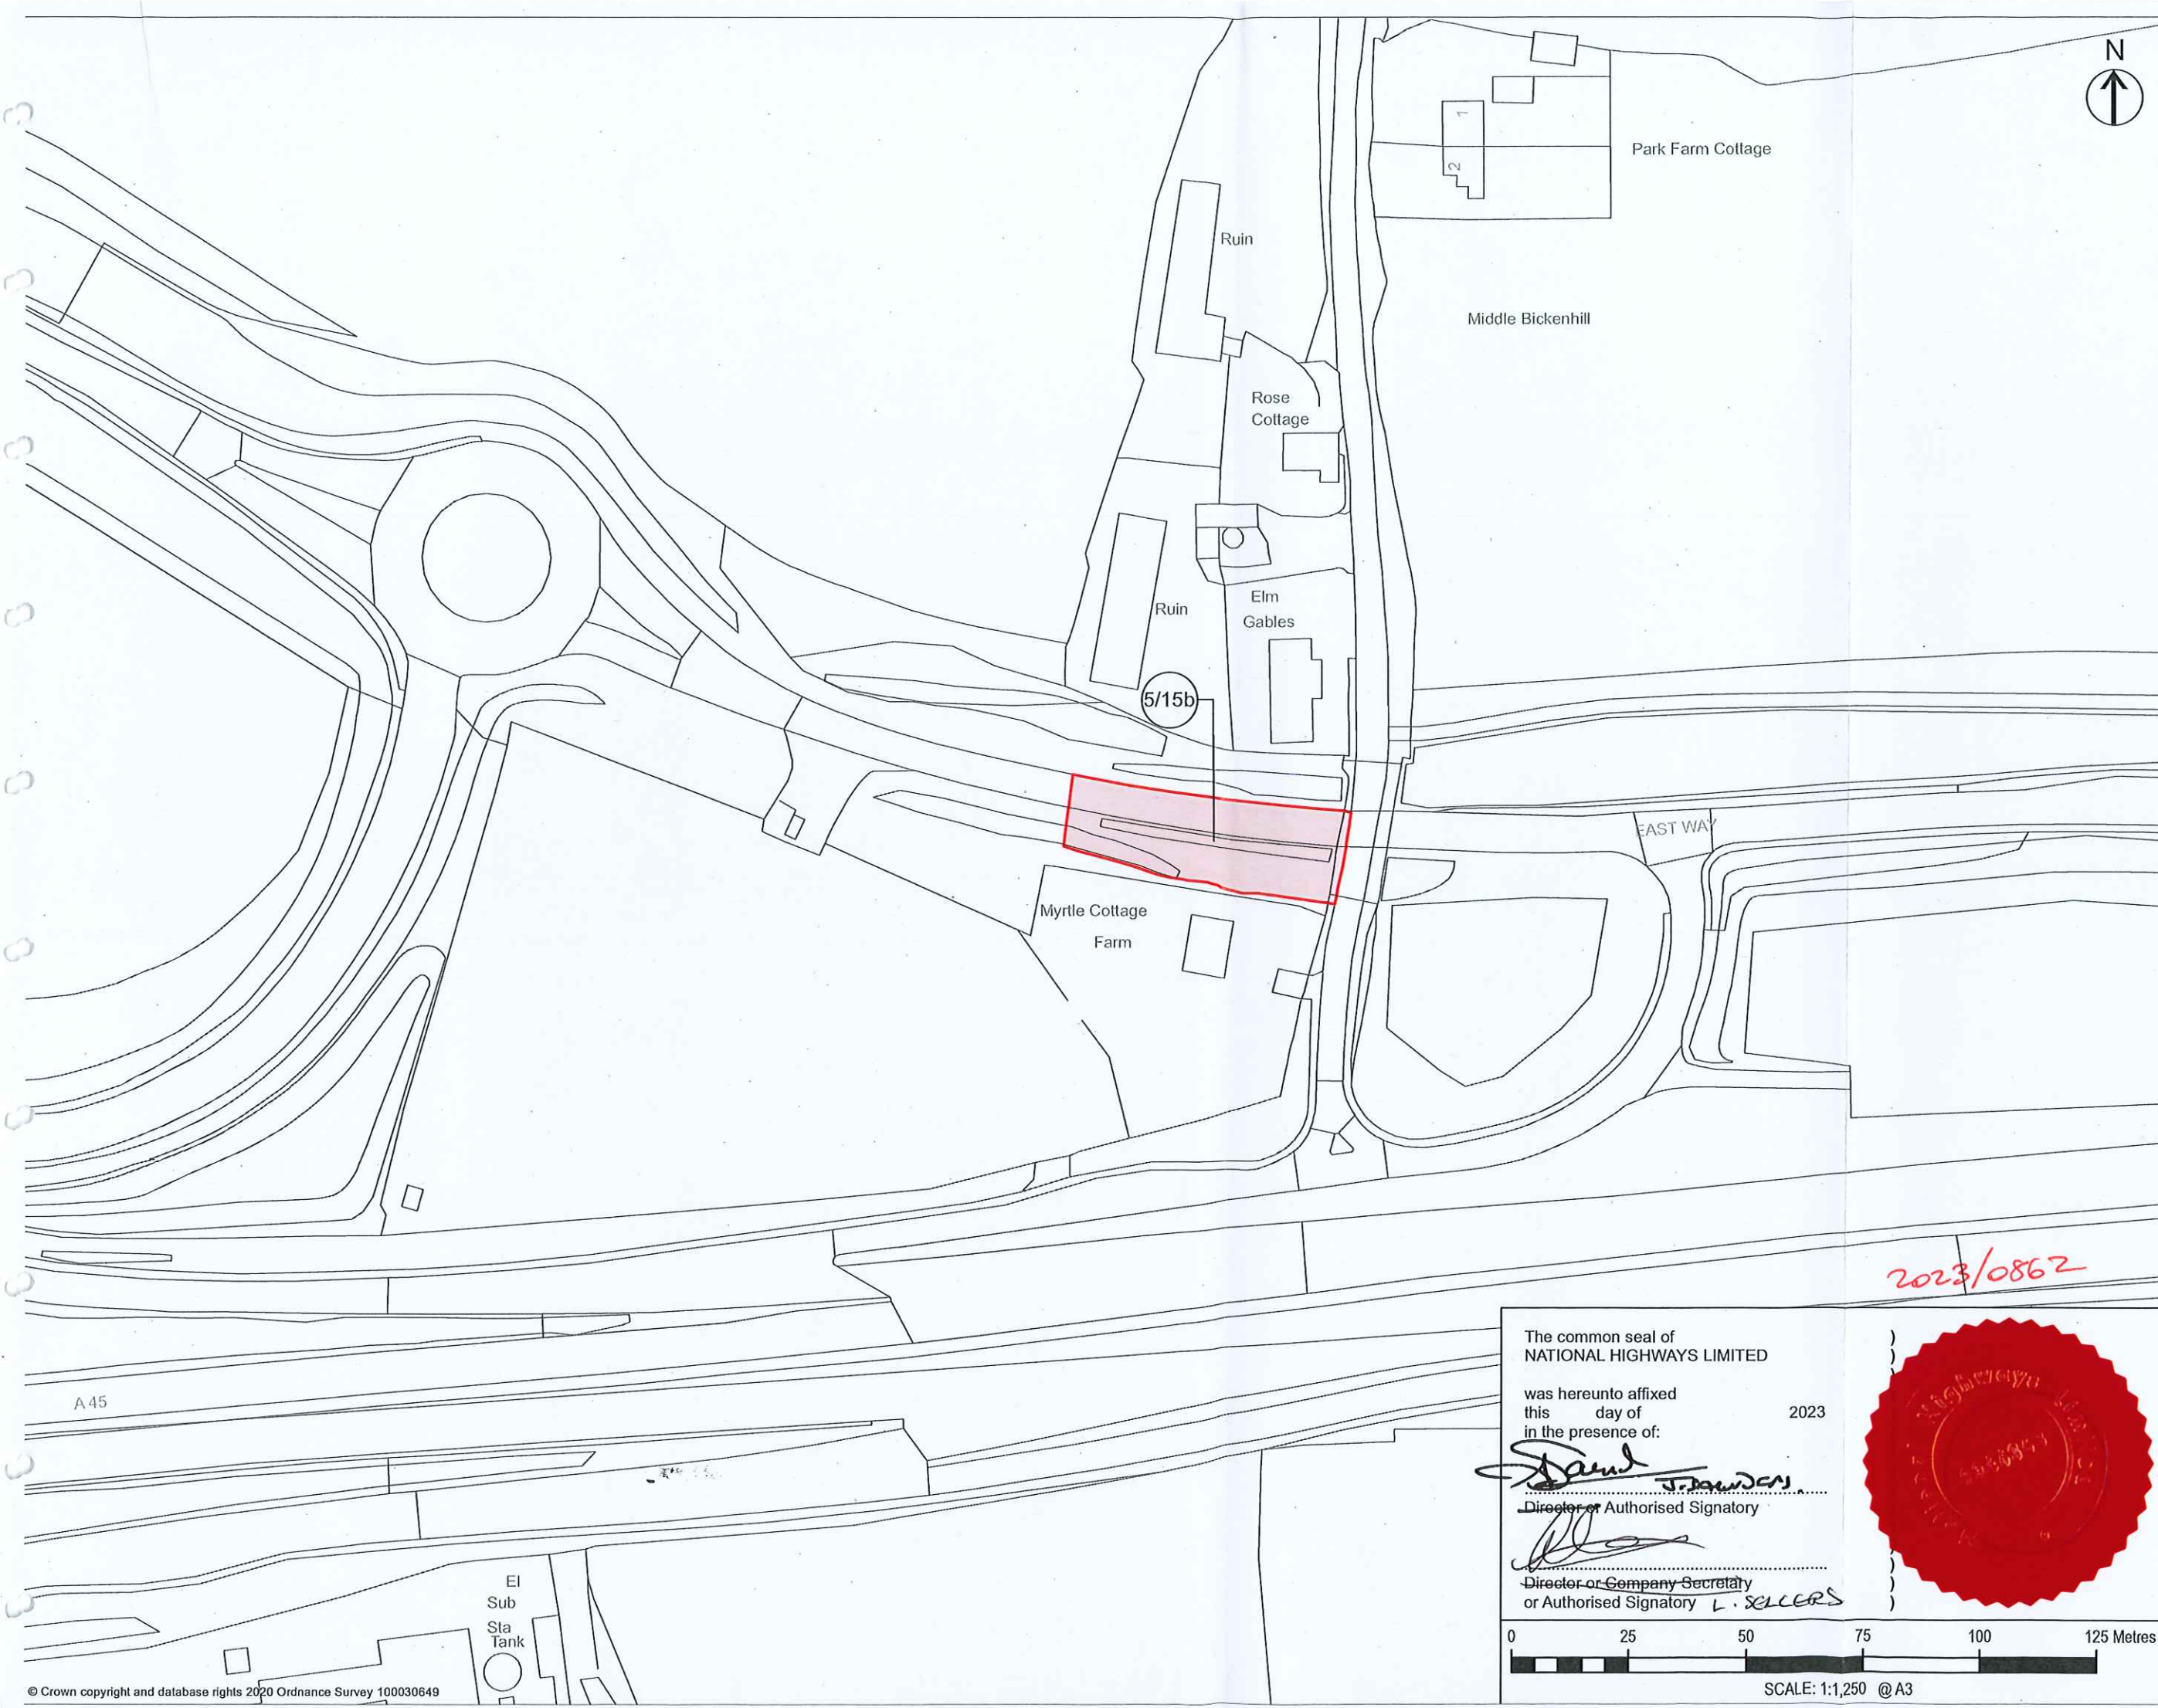 N
1
2
Park Farm Cottage
Ruin
Middle Bickenhill
Rose
Cottage
Ruin
Elm
Gables
5/15b
EAST WAY
Myrtle Cottage
Farm
2023/0862
A 45
The common seal of
NATIONAL HIGHWAYS LIMITED
was hereunto affixed
this day of 2023
in the presence of:
Director or Authorised Signatory
Director or Company Secretary
or Authorised Signatory L. SELLERS
El
Sub
Sta
Tank
0 25 50 75 100 125 Metres
SCALE: 1:1,250 @ A3
© Crown copyright and database rights 2020 Ordnance Survey 100030649